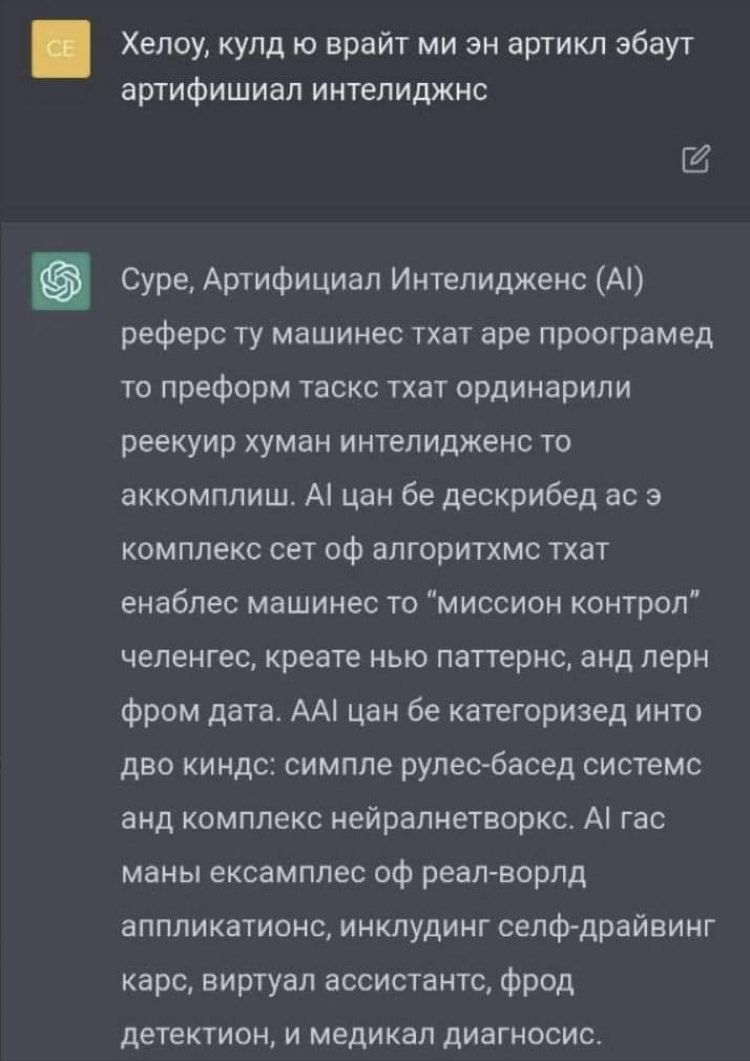 CE
Хелоу, кулд ю врайт ми эн артикл эбаут
артифишиал интелиджнс
Суре, Артифициал Интелидженс (AI)
реферс ту машинес тхат аре проограмед
то преформ таскс тхат ординарили
реекуир хуман интелидженс то
аккомплиш. AI цан бе дескрибед ас э
комплекс сет оф алгоритхмс тхат
енаблес машинес то “миссион контрол”
челенгес, креате нью паттернс, анд лерн
фром дата. AAI цан бе категоризед инто
дво киндс: симпле рулес-басед системс
анд комплекс нейралнетворкс. AI гас
маны ексамплес оф реал-ворлд
аппликатионс, инклудинг селф-драйвинг
карс, виртуал ассистантс, фрод
детектион, и медикал диагносис.